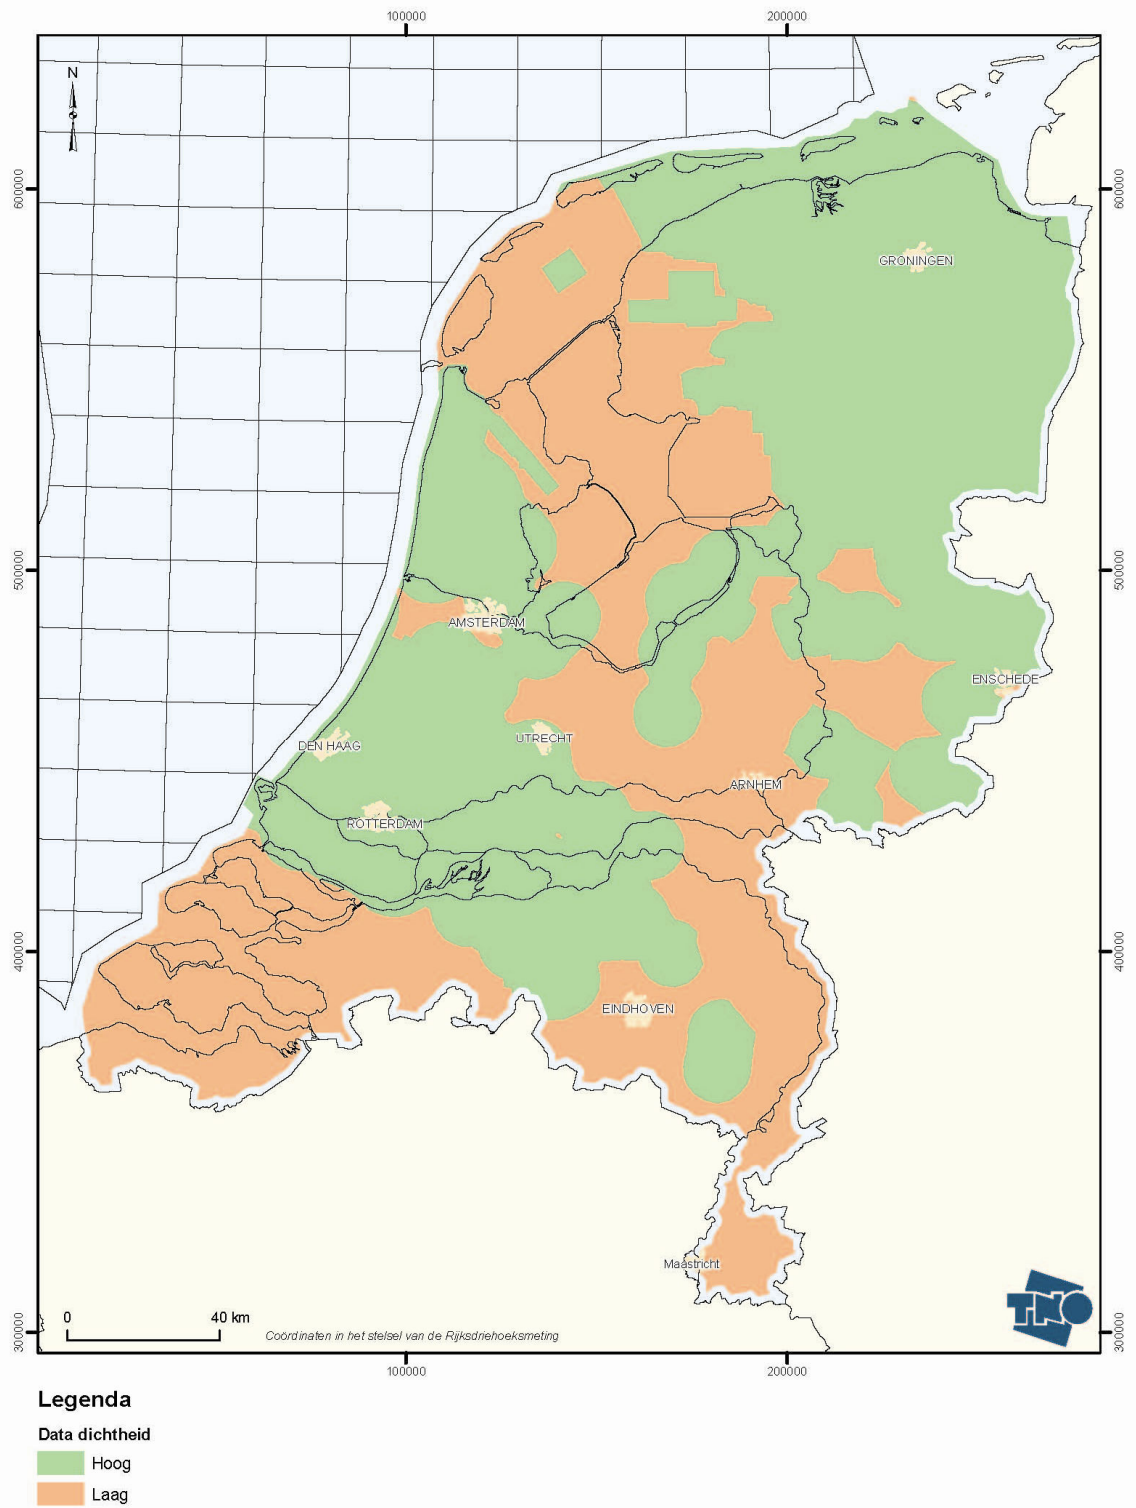 100000
200000
N
600000
600000
GRONINGEN
500000
500000
AMSTERDAM
ENSCHEDE
DEN HAAG
UTRECHT
ARNHEM
ROTTERDAM
400000
400000
EINDHOVEN
Maastricht
TNO
0
40 km
Coördinaten in het stelsel van de Rijksdriehoeksmeting
300000
300000
100000
200000
Legenda
Data dichtheid
Hoog
Laag